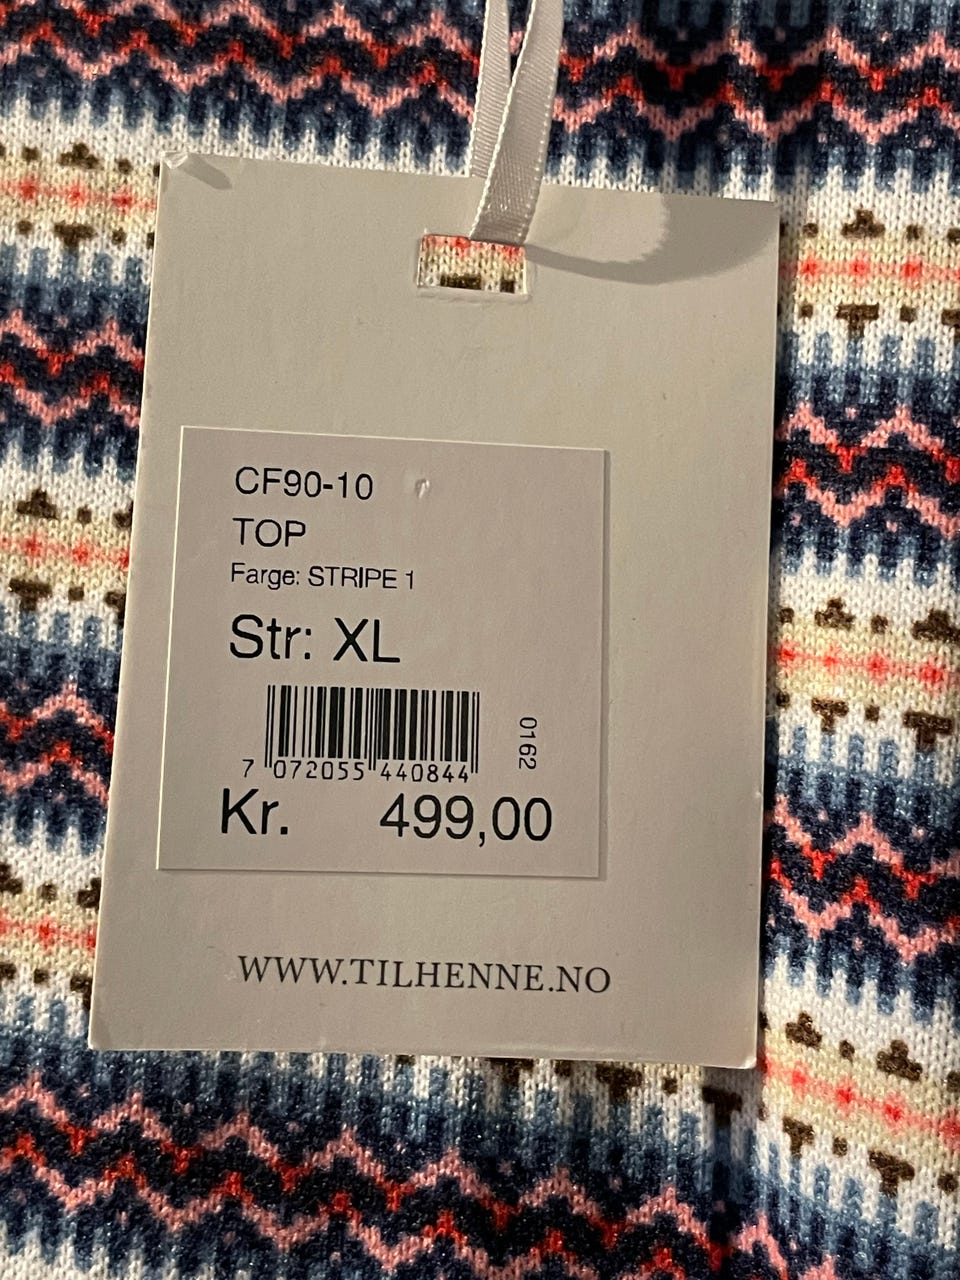 CF90-10
TOP
Farge: STRIPE 1
Str: XL
0162
7 072055 440844
Kr. 499,00
WWW.TILHENNE.NO